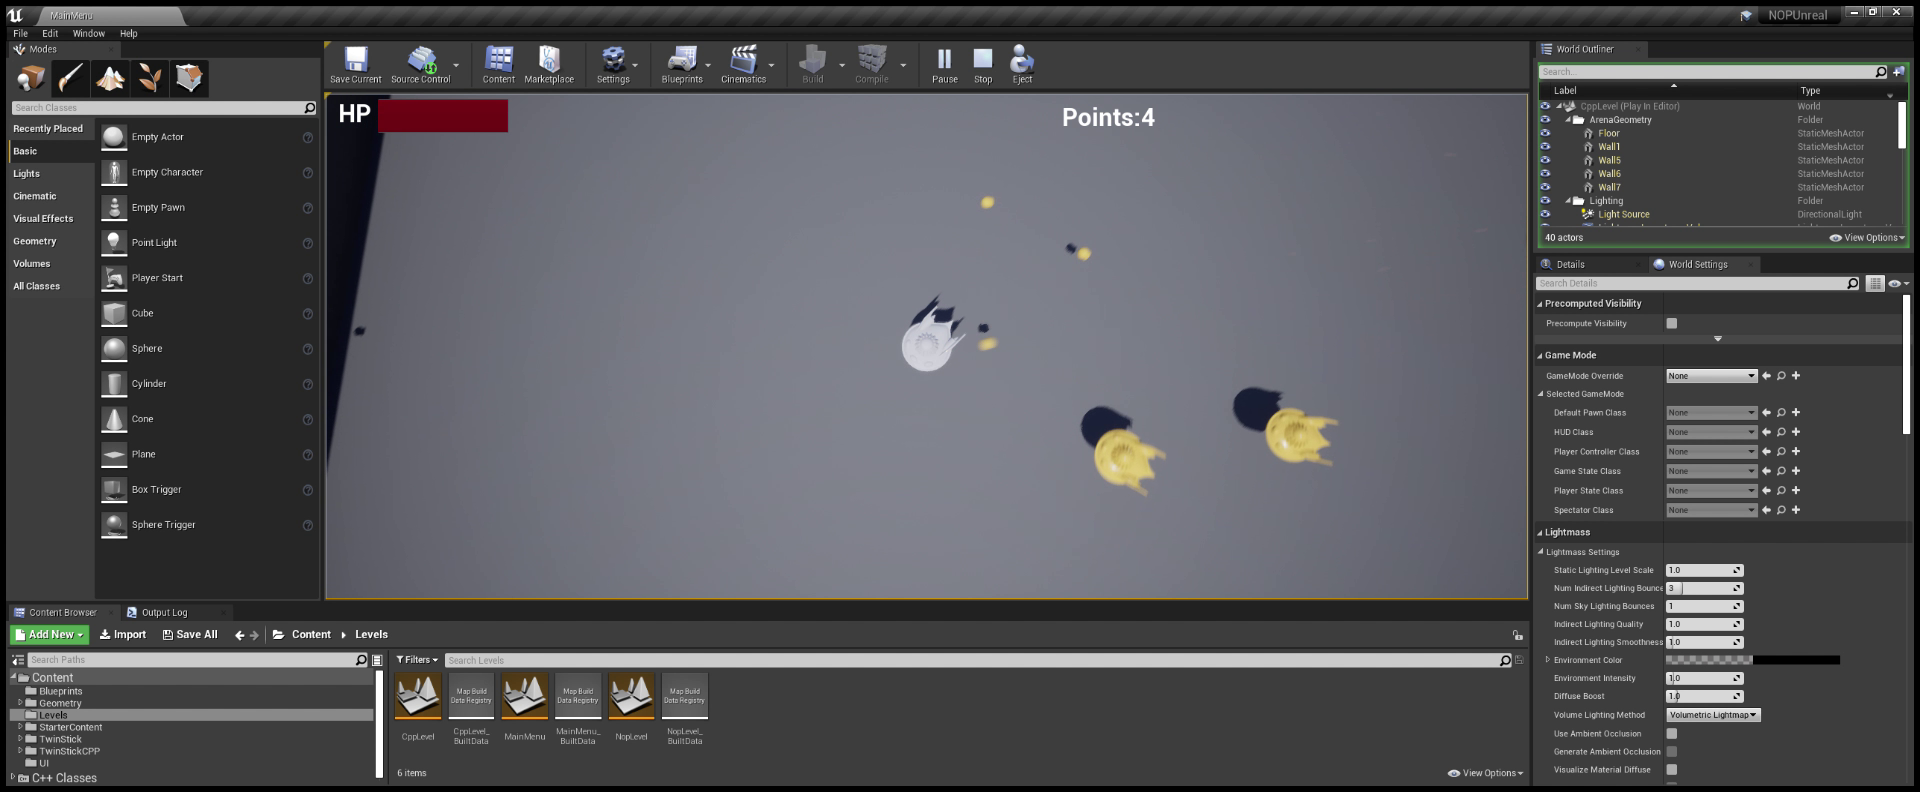 MainMenu
NOPUnreal
File Edit Window Help
Modes
Search Classes
Recently Placed
Basic
Lights
Cinematic
Visual Effects
Geometry
Volumes
All Classes
Empty Actor
Empty Character
Empty Pawn
Point Light
Player Start
Cube
Sphere
Cylinder
Cone
Plane
Box Trigger
Sphere Trigger
Save Current Source Control Content Marketplace Settings Blueprints Cinematics Build Compile Pause Stop Eject
HP
Points:4
World Outliner
Search...
Label Type
CppLevel (Play In Editor) World
ArenaGeometry Folder
Floor StaticMeshActor
Wall1 StaticMeshActor
Wall5 StaticMeshActor
Wall6 StaticMeshActor
Wall7 StaticMeshActor
Lighting Folder
Light Source DirectionalLight
40 actors View Options
Details World Settings
Search Details
Precomputed Visibility
Precompute Visibility
Game Mode
GameMode Override None
Selected GameMode
Default Pawn Class None
HUD Class None
Player Controller Class None
Game State Class None
Player State Class None
Spectator Class None
Lightmass
Lightmass Settings
Static Lighting Level Scale 1.0
Num Indirect Lighting Bounce 3
Num Sky Lighting Bounces 1
Indirect Lighting Quality 1.0
Indirect Lighting Smoothness 1.0
Environment Color
Environment Intensity 1.0
Diffuse Boost 1.0
Volume Lighting Method Volumetric Lightmap
Use Ambient Occlusion
Generate Ambient Occlusion
Visualize Material Diffuse
Content Browser Output Log
Add New Import Save All Content Levels
Search Paths
Content
Blueprints
Geometry
Levels
StarterContent
TwinStick
TwinStickCPP
UI
C++ Classes
Filters Search Levels
Map Build
Data Registry
Map Build
Data Registry
Map Build
Data Registry
CppLevel
CppLevel_
BuiltData
MainMenu
MainMenu_
BuiltData
NopLevel
NopLevel_
BuiltData
6 items View Options